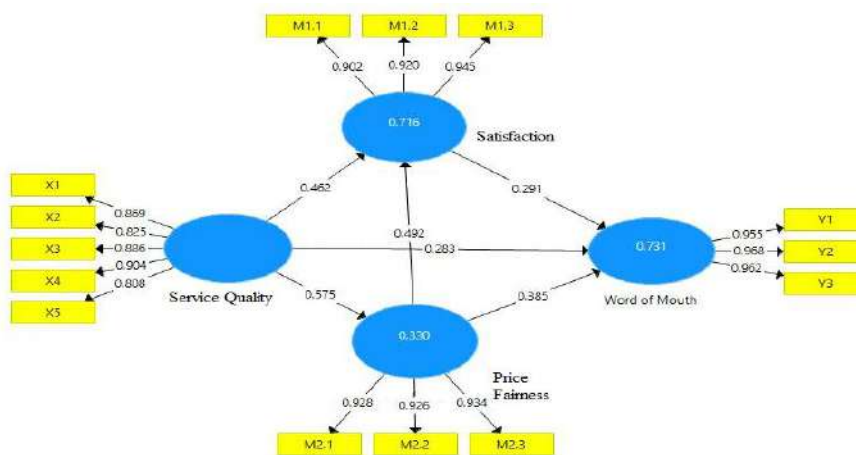 M1.1
M1.2
M1.3
0.902
0.920
0.945
0.716
Satisfaction
X1
X2
X3
X4
X5
0.869
0.825
0.886
0.904
0.808
0.462
0.291
0.492
0.283
0.575
0.385
Service Quality
0.731
Word of Mouth
0.955
0.968
0.962
Y1
Y2
Y3
0.330
Price
Fairness
0.928
0.926
0.934
M2.1
M2.2
M2.3